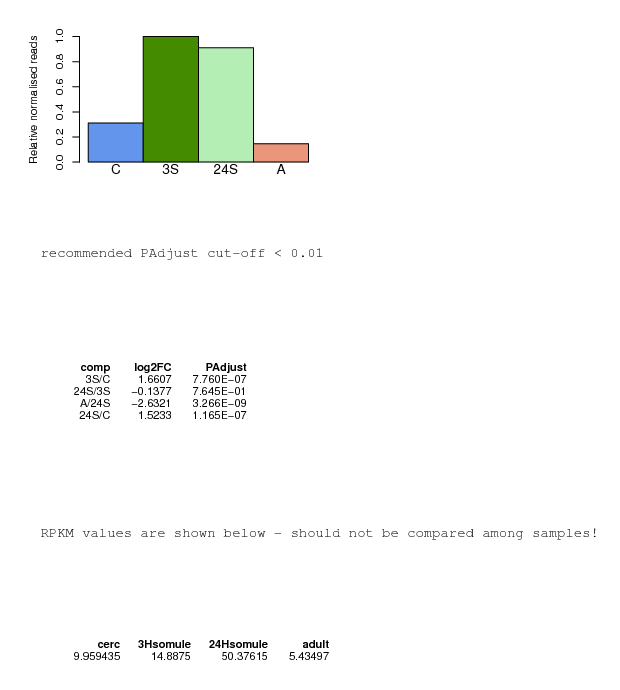 Relative normalised reads
1.0
0.8
0.6
0.4
0.2
0.0
C 3S 24S A
recommended PAdjust cut-off < 0.01
comp log2FC PAdjust
3S/C 1.6607 7.760E−07
24S/3S −0.1377 7.645E−01
A/24S −2.6321 3.266E−09
24S/C 1.5233 1.165E−07
RPKM values are shown below - should not be compared among samples!
cerc 3Hsomule 24Hsomule adult
9.959435 14.8875 50.37615 5.43497